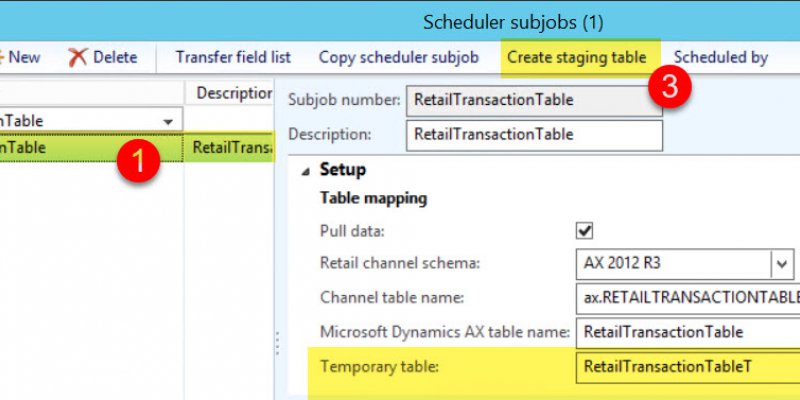 Scheduler subjobs (1)
New Delete Transfer field list Copy scheduler subjob Create staging table Scheduled by
3
Description
Subjob number: RetailTransactionTable
nTable
Description: RetailTransactionTable
nTable RetailTransa
1
Setup
Table mapping
Pull data:
Retail channel schema: AX 2012 R3
Channel table name: ax.RETAILTRANSACTIONTABLE
Microsoft Dynamics AX table name: RetailTransactionTable
Temporary table: RetailTransactionTableT